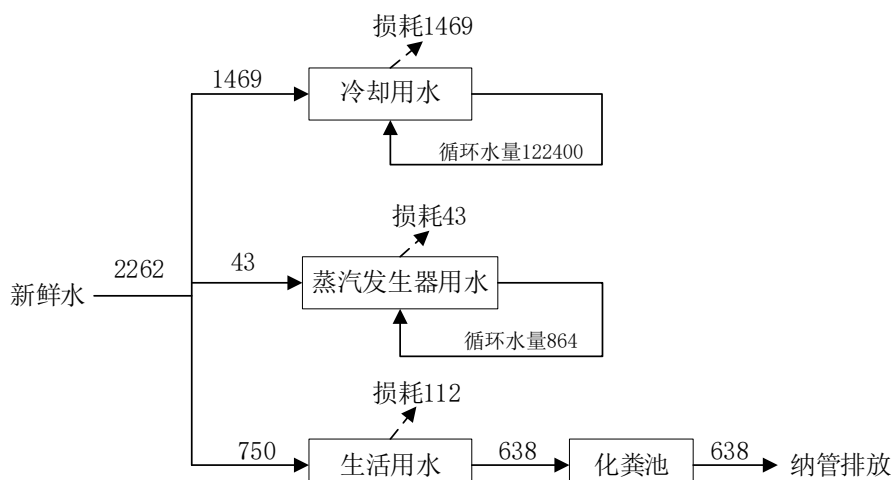 损耗1469
1469
冷却用水
循环水量122400
损耗43
2262
43
新鲜水
蒸汽发生器用水
循环水量864
损耗112
750
生活用水
638
化粪池
638
纳管排放